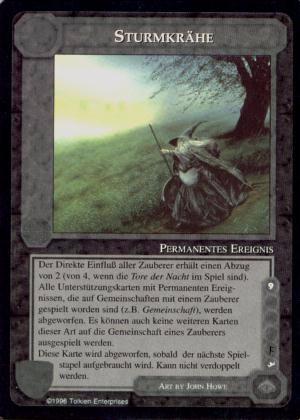 Sturmkrähe
Permanentes Ereignis
Der Direkte Einfluß aller Zauberer erhält einen Abzug
von 2 (von 4, wenn die Tore der Nacht im Spiel sind).
Alle Unterstützungskarten mit Permanenten Ereig-
nissen, die auf Gemeinschaften mit einem Zauberer
gespielt worden sind (z.B. Gemeinschaft), werden
abgeworfen. Es können auch keine weiteren Karten
dieser Art auf die Gemeinschaft eines Zauberers
ausgespielt werden.
Diese Karte wird abgeworfen, sobald der nächste Spiel-
stapel aufgebraucht wird. Kann nicht verdoppelt
werden.
9
Art by John Howe
©1996 Tolkien Enterprises